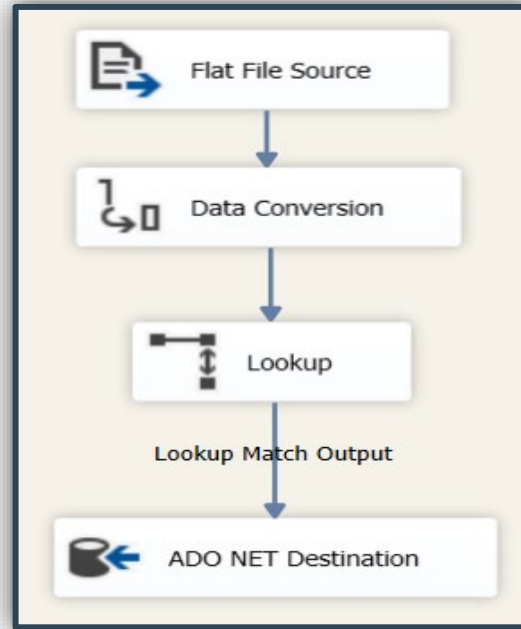 Flat File Source
Data Conversion
Lookup
Lookup Match Output
ADO NET Destination